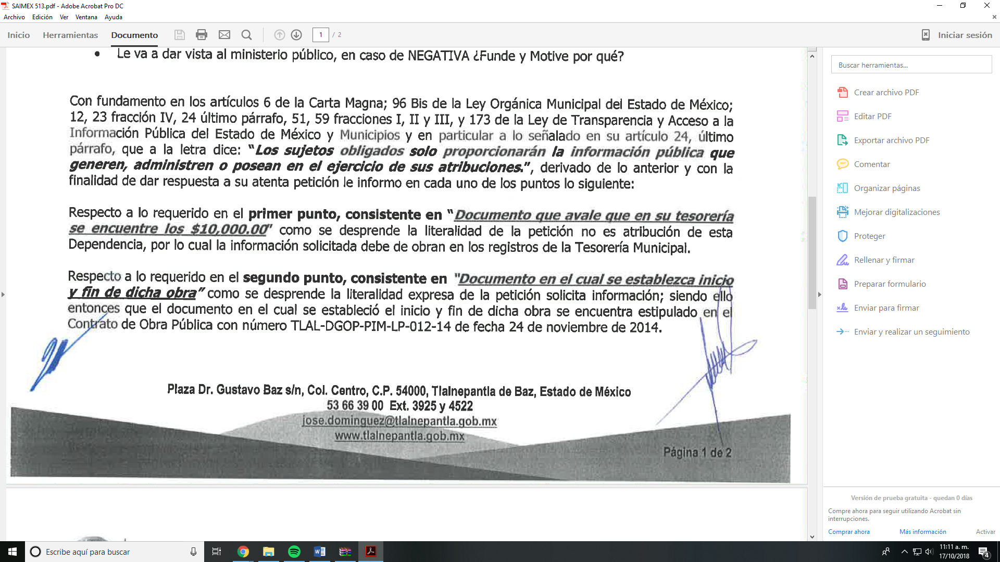 SAIMEX 513.pdf - Adobe Acrobat Pro DC
Archivo Edición Ver Ventana Ayuda
Inicio Herramientas Documento 1 / 2 Iniciar sesión
• Le va a dar vista al ministerio público, en caso de NEGATIVA ¿Funde y Motive por qué?
Con fundamento en los artículos 6 de la Carta Magna; 96 Bis de la Ley Orgánica Municipal del Estado de México;
12, 23 fracción IV, 24 último párrafo, 51, 59 fracciones I, II y III, y 173 de la Ley de Transparencia y Acceso a la
Información Pública del Estado de México y Municipios y en particular a lo señalado en su artículo 24, último
párrafo, que a la letra dice: “Los sujetos obligados solo proporcionarán la información pública que
generen, administren o posean en el ejercicio de sus atribuciones.”, derivado de lo anterior y con la
finalidad de dar respuesta a su atenta petición le informo en cada uno de los puntos lo siguiente:
Respecto a lo requerido en el primer punto, consistente en “Documento que avale que en su tesorería
se encuentre los $10,000.00" como se desprende la literalidad de la petición no es atribución de esta
Dependencia, por lo cual la información solicitada debe de obran en los registros de la Tesorería Municipal.
Respecto a lo requerido en el segundo punto, consistente en "Documento en el cual se establezca inicio
y fin de dicha obra” como se desprende la literalidad expresa de la petición solicita información; siendo ello
entonces que el documento en el cual se estableció el inicio y fin de dicha obra se encuentra estipulado en el
Contrato de Obra Pública con número TLAL-DGOP-PIM-LP-012-14 de fecha 24 de noviembre de 2014.
Plaza Dr. Gustavo Baz s/n, Col. Centro, C.P. 54000, Tlalnepantla de Baz, Estado de México
53 66 39 00 Ext. 3925 y 4522
jose.dominguez@tlalnepantla.gob.mx
www.tlalnepantla.gob.mx
Página 1 de 2
Buscar herramientas...
Crear archivo PDF
Editar PDF
Exportar archivo PDF
Comentar
Organizar páginas
Mejorar digitalizaciones
Proteger
Rellenar y firmar
Preparar formulario
Enviar para firmar
Enviar y realizar un seguimiento
Versión de prueba gratuita - quedan 0 días
Compre ahora para seguir utilizando Acrobat sin
interrupciones.
Comprar ahora Más información Activar
Escribe aquí para buscar
11:11 a. m.
17/10/2018
4